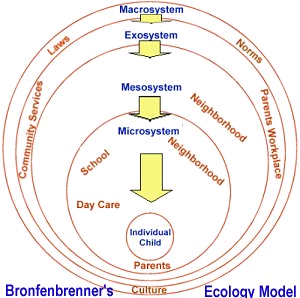 Macrosystem
Laws
Norms
Exosystem
Community Services
Parents Workplace
Mesosystem
Neighborhood
Microsystem
School
Neighborhood
Day Care
Individual
Child
Parents
Culture
Bronfenbrenner's
Ecology Model